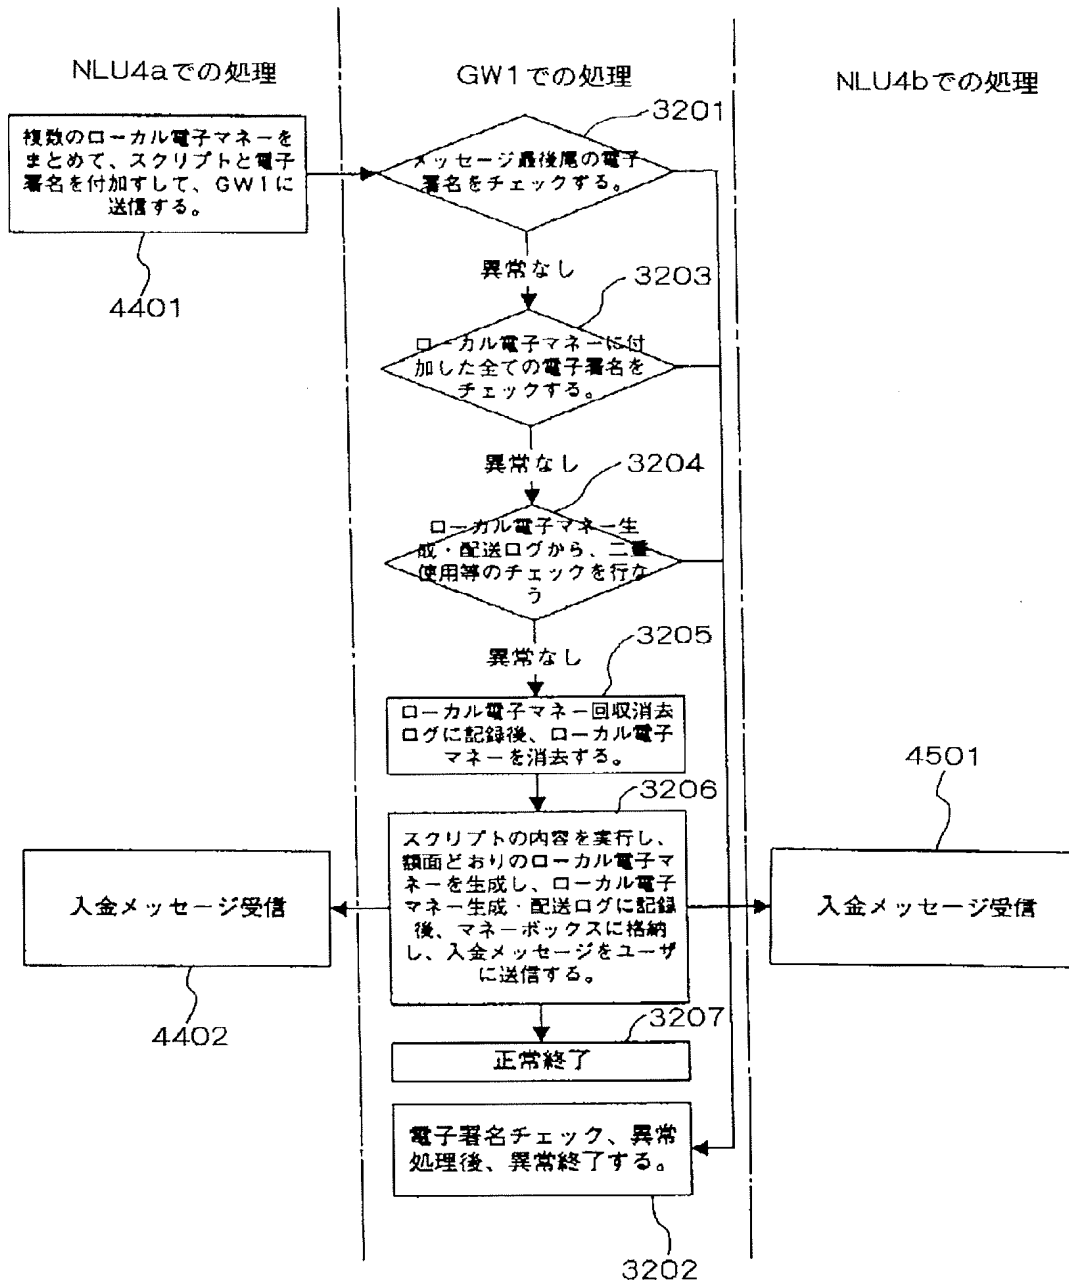 NLU4aでの処理
GW1での処理
NLU4bでの処理
複数のローカル電子マネーを
まとめて、スクリプトと電子
署名を付加すして、GW1に
送信する。
4401
メッセージ最後尾の電子
署名をチェックする。
3201
異常なし
3203
ローカル電子マネーに付
加した全ての電子署名を
チェックする。
異常なし
3204
ローカル電子マネー生
成・配送ログから、二重
使用等のチェックを行な
う
異常なし
3205
ローカル電子マネー回収消去
ログに記録後、ローカル電子
マネーを消去する。
3206
スクリプトの内容を実行し、
額面どおりのローカル電子マ
ネーを生成し、ローカル電子
マネー生成・配送ログに記録
後、マネーボックスに格納
し、入金メッセージをユーザ
に送信する。
入金メッセージ受信
4402
4501
入金メッセージ受信
3207
正常終了
電子署名チェック、異常
処理後、異常終了する。
3202